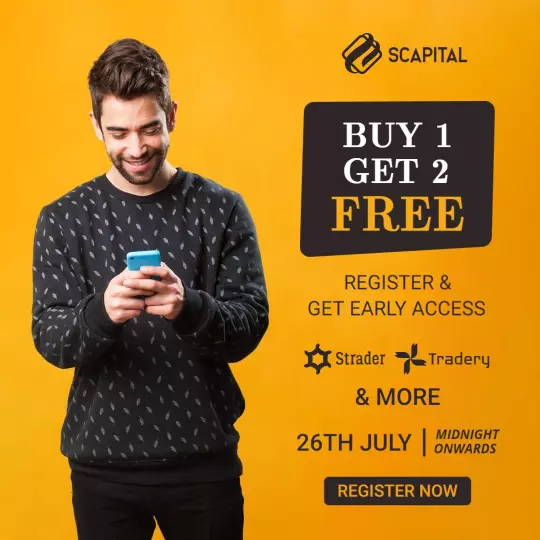 SCAPITAL
BUY 1
GET 2
FREE
REGISTER &
GET EARLY ACCESS
Strader Tradery
& MORE
26TH JULY | MIDNIGHT
ONWARDS
REGISTER NOW